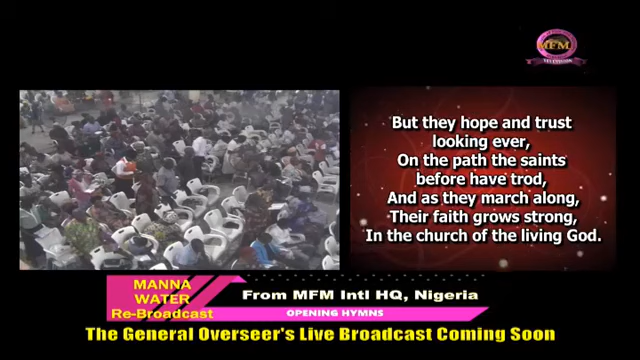 MFM
TELEVISION
But they hope and trust
looking ever,
On the path the saints
before have trod,
And as they march along,
Their faith grows strong,
In the church of the living God.
MANNA
WATER
Re-Broadcast
From MFM Intl HQ, Nigeria
OPENING HYMNS
The General Overseer's Live Broadcast Coming Soon